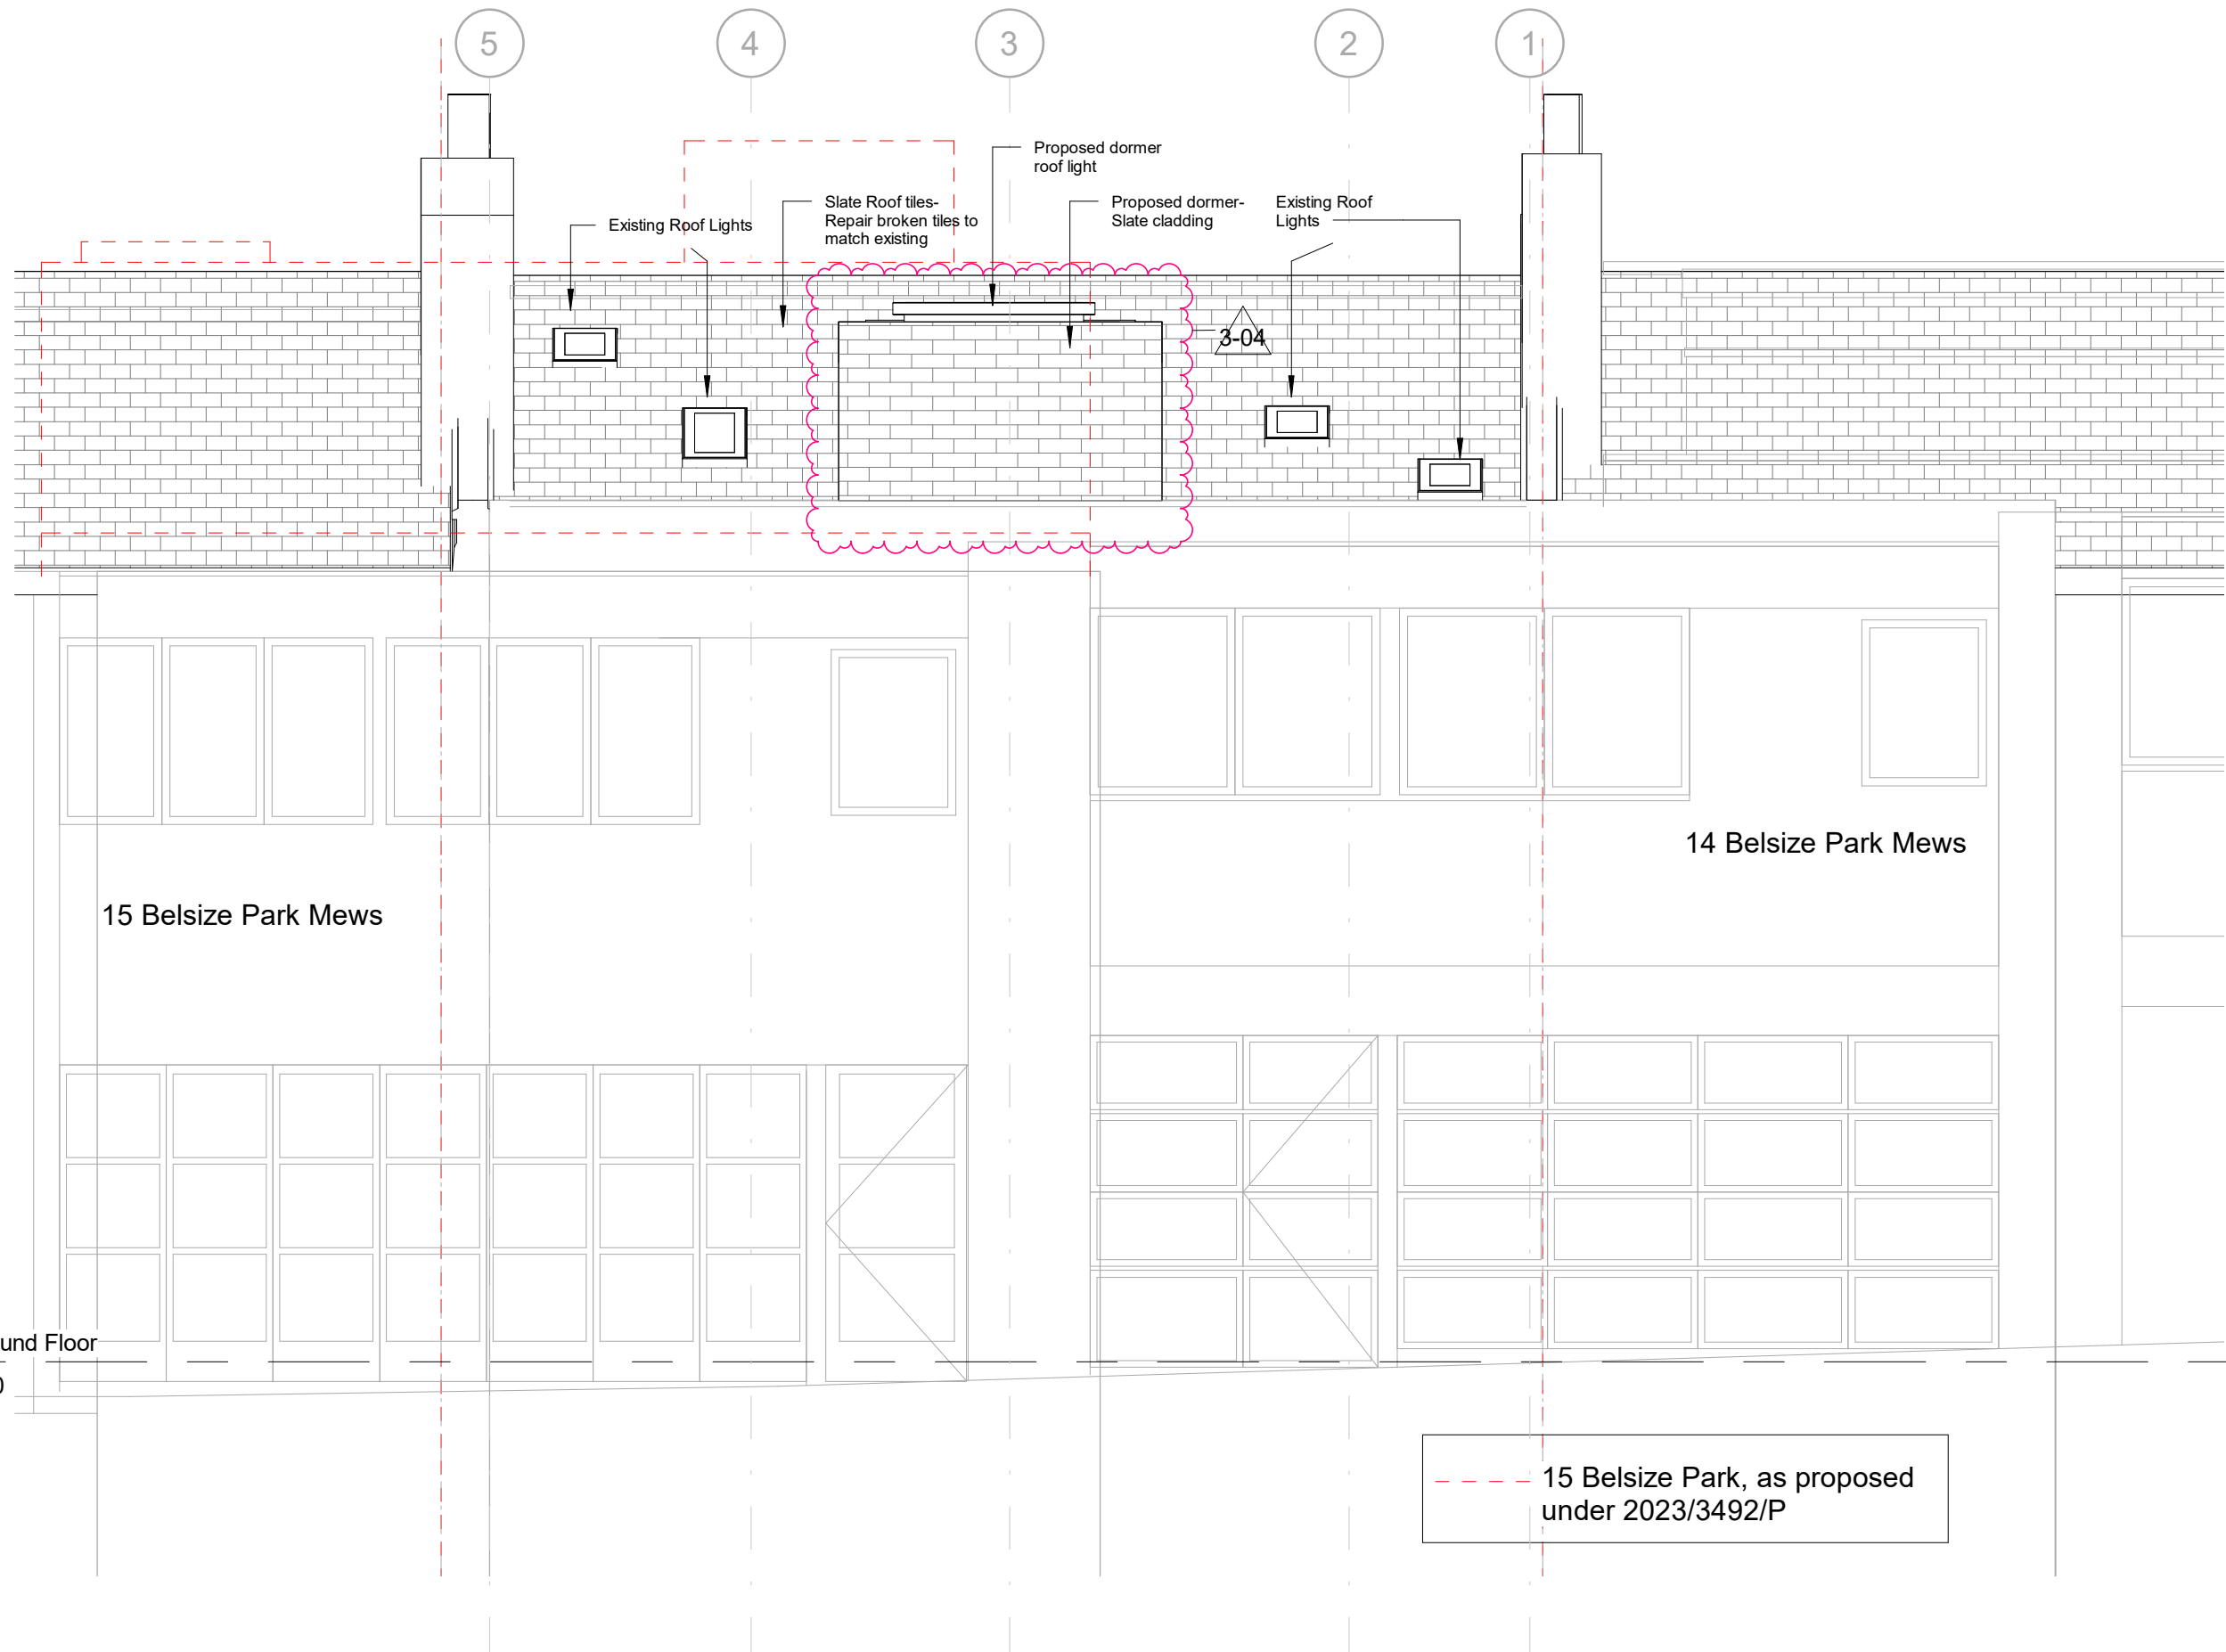 5
4
3
2
1
Proposed dormer
roof light
Slate Roof tiles-
Repair broken tiles to
match existing
Proposed dormer-
Slate cladding
Existing Roof
Lights
Existing Roof Lights
3-04
14 Belsize Park Mews
15 Belsize Park Mews
und Floor
0
15 Belsize Park, as proposed
under 2023/3492/P